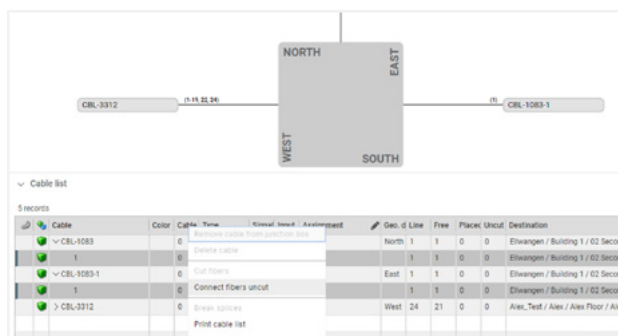 NORTH
EAST
CBL-3312
(1-19, 22, 24)
(1)
CBL-1083-1
WEST
SOUTH
Cable list
5 records
Cable Color Cable Type Signal Input Assignment Geo. d Line Free Placed Uncut Destination
CBL-1083 0 North 1 1 0 0 Ellwangen / Building 1 / 02 Seco
1 1 1 0 0 Ellwangen / Building 1 / 02 Seco
CBL-1083-1 0 East 1 1 0 0 Ellwangen / Building 1 / 02 Seco
1 1 1 0 0 Ellwangen / Building 1 / 02 Seco
CBL-3312 0 West 24 21 0 0 Alex_Test / Alex / Alex Floor /
Remove cable from junction box
Delete cable
Cut fibers
Connect fibers uncut
Break splices
Print cable list